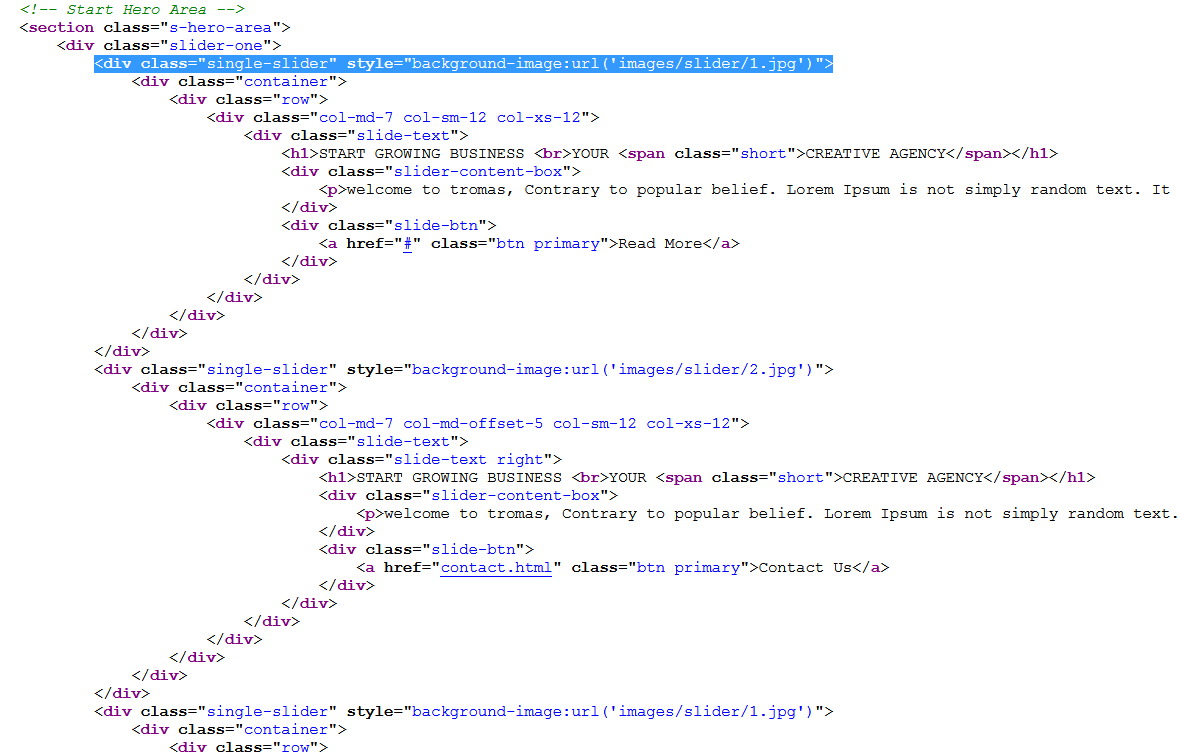 <!-- Start Hero Area -->
<section class="s-hero-area">
<div class="slider-one">
<div class="single-slider" style="background-image:url('images/slider/1.jpg')">
<div class="container">
<div class="row">
<div class="col-md-7 col-sm-12 col-xs-12">
<div class="slide-text">
<h1>START GROWING BUSINESS <br>YOUR <span class="short">CREATIVE AGENCY</span></h1>
<div class="slider-content-box">
<p>welcome to tromas, Contrary to popular belief. Lorem Ipsum is not simply random text. It
</div>
<div class="slide-btn">
<a href="#" class="btn primary">Read More</a>
</div>
</div>
</div>
</div>
</div>
</div>
<div class="single-slider" style="background-image:url('images/slider/2.jpg')">
<div class="container">
<div class="row">
<div class="col-md-7 col-md-offset-5 col-sm-12 col-xs-12">
<div class="slide-text">
<div class="slide-text right">
<h1>START GROWING BUSINESS <br>YOUR <span class="short">CREATIVE AGENCY</span></h1>
<div class="slider-content-box">
<p>welcome to tromas, Contrary to popular belief. Lorem Ipsum is not simply random text.
</div>
<div class="slide-btn">
<a href="contact.html" class="btn primary">Contact Us</a>
</div>
</div>
</div>
</div>
</div>
</div>
</div>
<div class="single-slider" style="background-image:url('images/slider/1.jpg')">
<div class="container">
<div class="row">